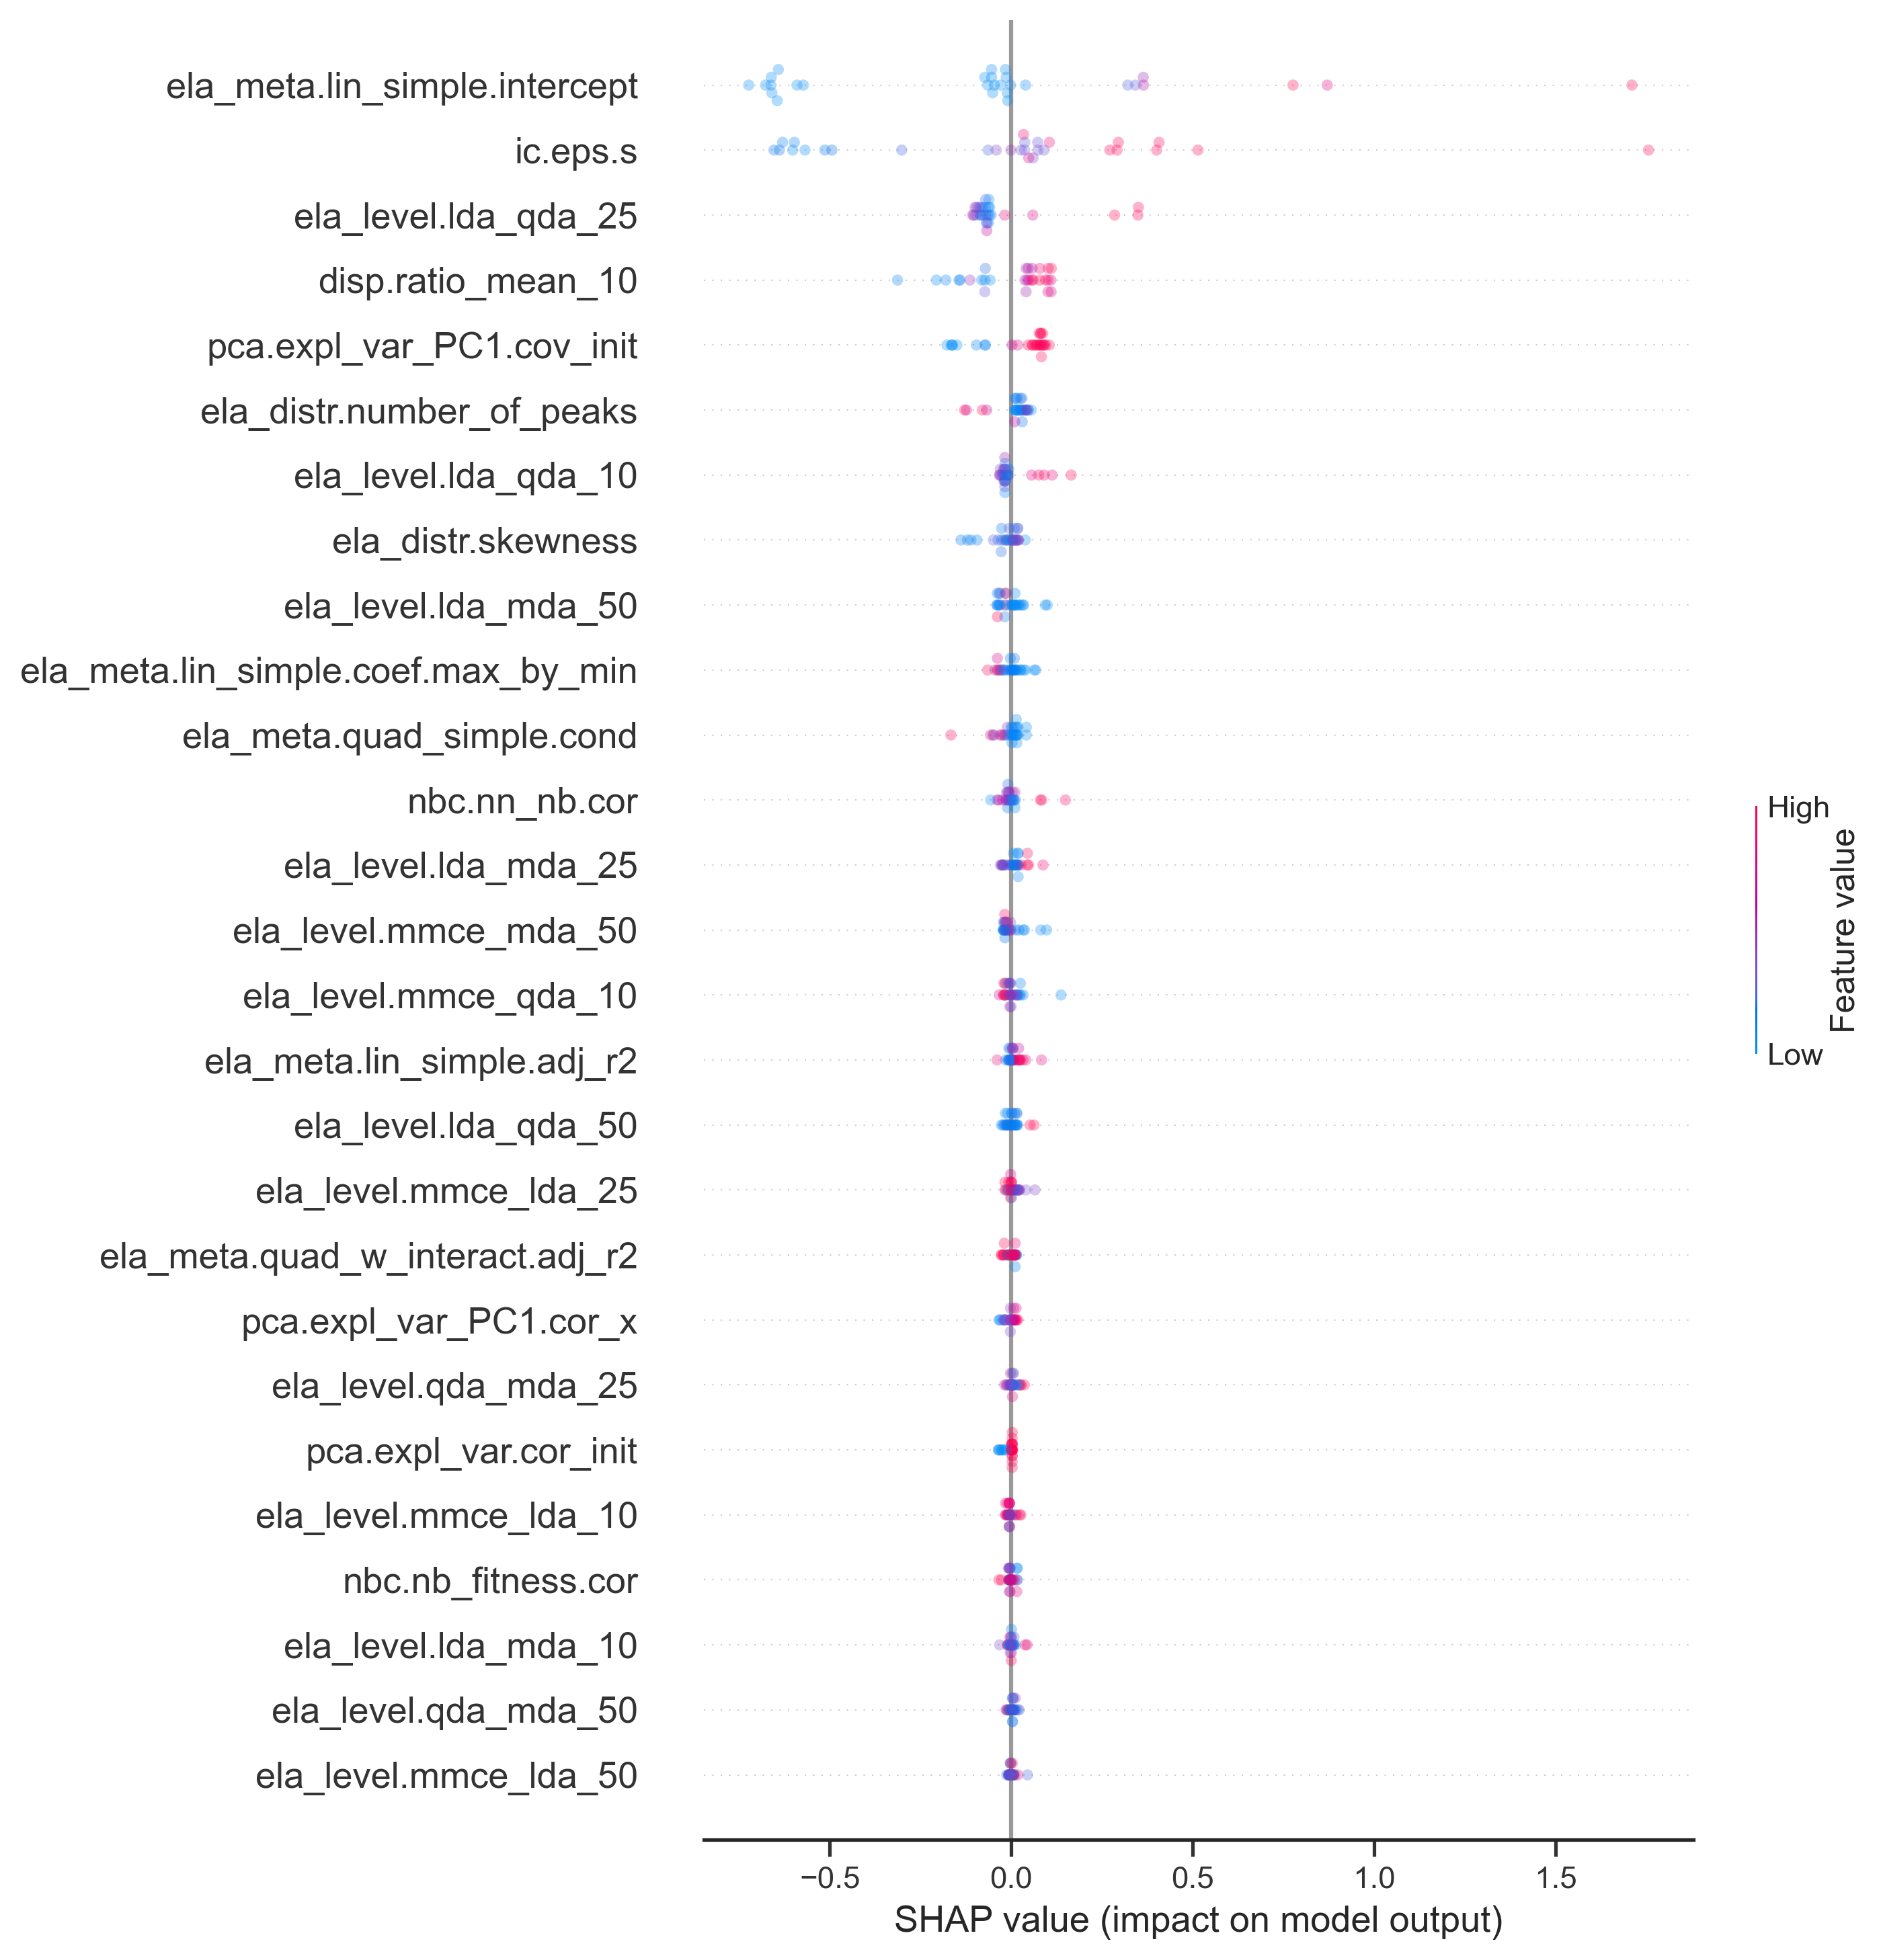 ela_meta.lin_simple.intercept
ic.eps.s
ela_level.lda_qda_25
disp.ratio_mean_10
pca.expl_var_PC1.cov_init
ela_distr.number_of_peaks
ela_level.lda_qda_10
ela_distr.skewness
ela_level.lda_mda_50
ela_meta.lin_simple.coef.max_by_min
ela_meta.quad_simple.cond
nbc.nn_nb.cor
ela_level.lda_mda_25
ela_level.mmce_mda_50
ela_level.mmce_qda_10
ela_meta.lin_simple.adj_r2
ela_level.lda_qda_50
ela_level.mmce_lda_25
ela_meta.quad_w_interact.adj_r2
pca.expl_var_PC1.cor_x
ela_level.qda_mda_25
pca.expl_var.cor_init
ela_level.mmce_lda_10
nbc.nb_fitness.cor
ela_level.lda_mda_10
ela_level.qda_mda_50
ela_level.mmce_lda_50
−0.5 0.0 0.5 1.0 1.5
SHAP value (impact on model output)
High
Feature value
Low